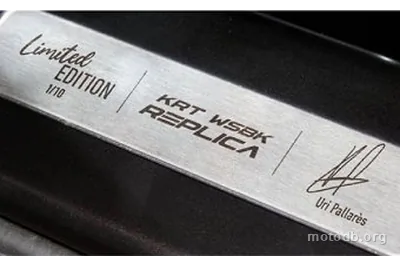 Limited
EDITION
1/10
KRT WSBK
REPLICA
Uri Pallarès
motodb.org